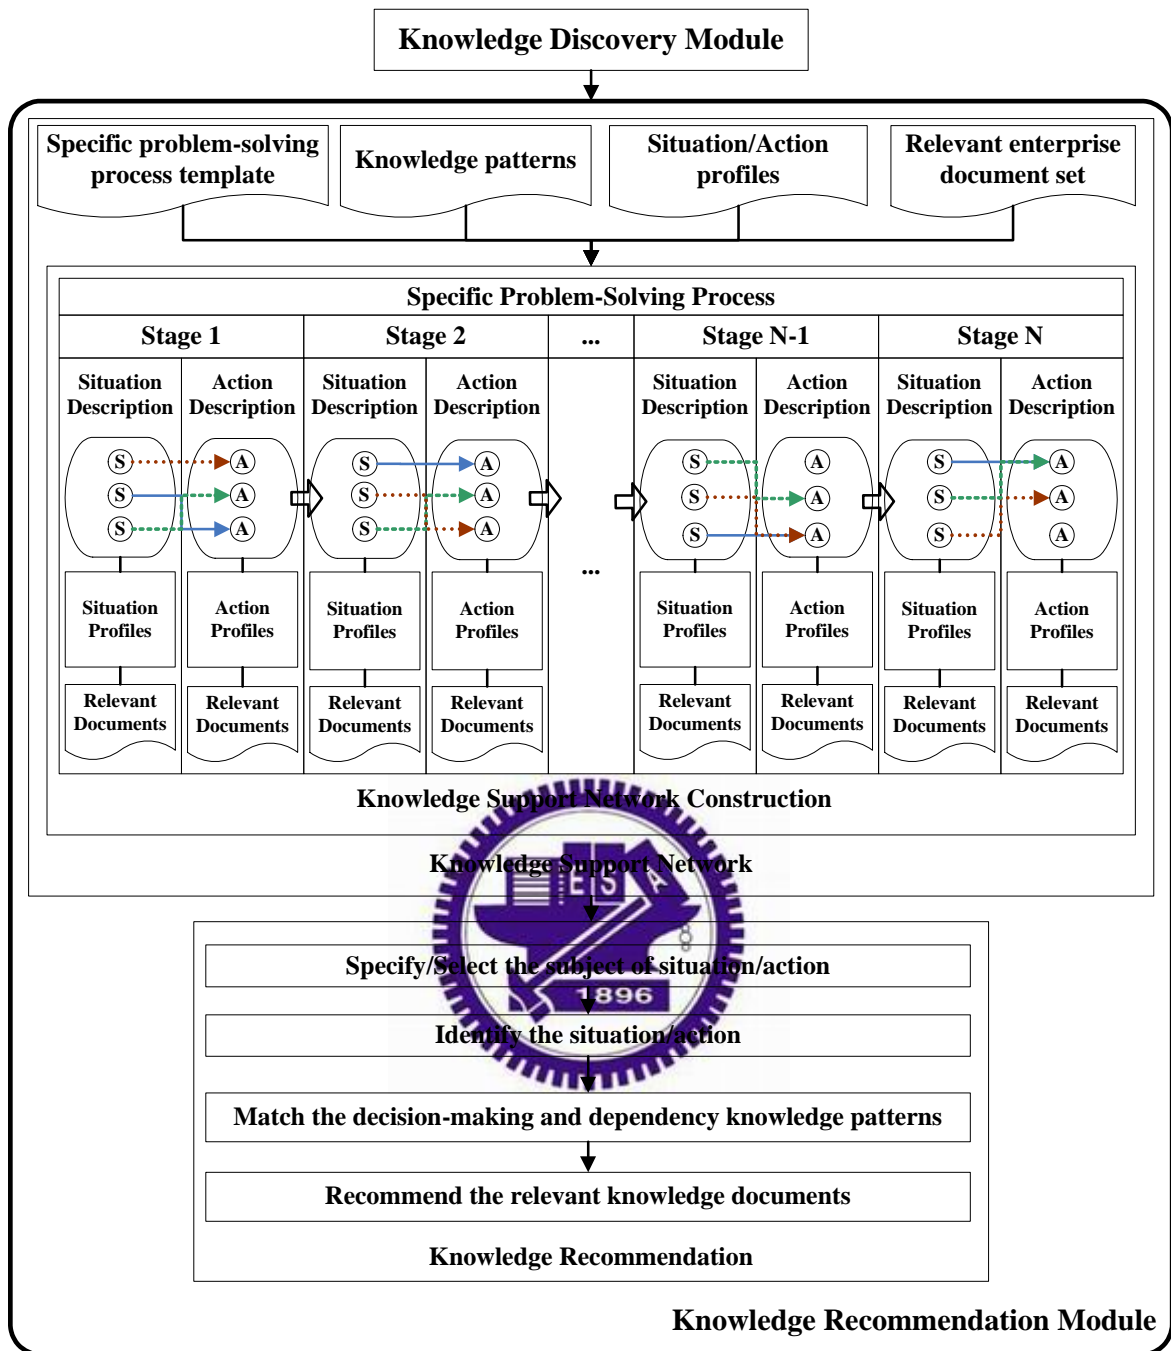 Knowledge Discovery Module
Specific problem-solving
process template
Knowledge patterns
Situation/Action
profiles
Relevant enterprise
document set
Specific Problem-Solving Process
Stage 1
Stage 2
...
Stage N-1
Stage N
Situation
Description
Action
Description
Situation
Description
Action
Description
Situation
Description
Action
Description
Situation
Description
Action
Description
S
A
S
A
S
A
S
A
S
A
S
A
S
A
S
A
S
A
S
A
S
A
S
A
...
Situation
Profiles
Action
Profiles
Situation
Profiles
Action
Profiles
Situation
Profiles
Action
Profiles
Situation
Profiles
Action
Profiles
Relevant
Documents
Relevant
Documents
Relevant
Documents
Relevant
Documents
Relevant
Documents
Relevant
Documents
Relevant
Documents
Relevant
Documents
Knowledge Support Network Construction
Knowledge Support Network
E S A
Specify/Select the subject of situation/action
1896
Identify the situation/action
Match the decision-making and dependency knowledge patterns
Recommend the relevant knowledge documents
Knowledge Recommendation
Knowledge Recommendation Module